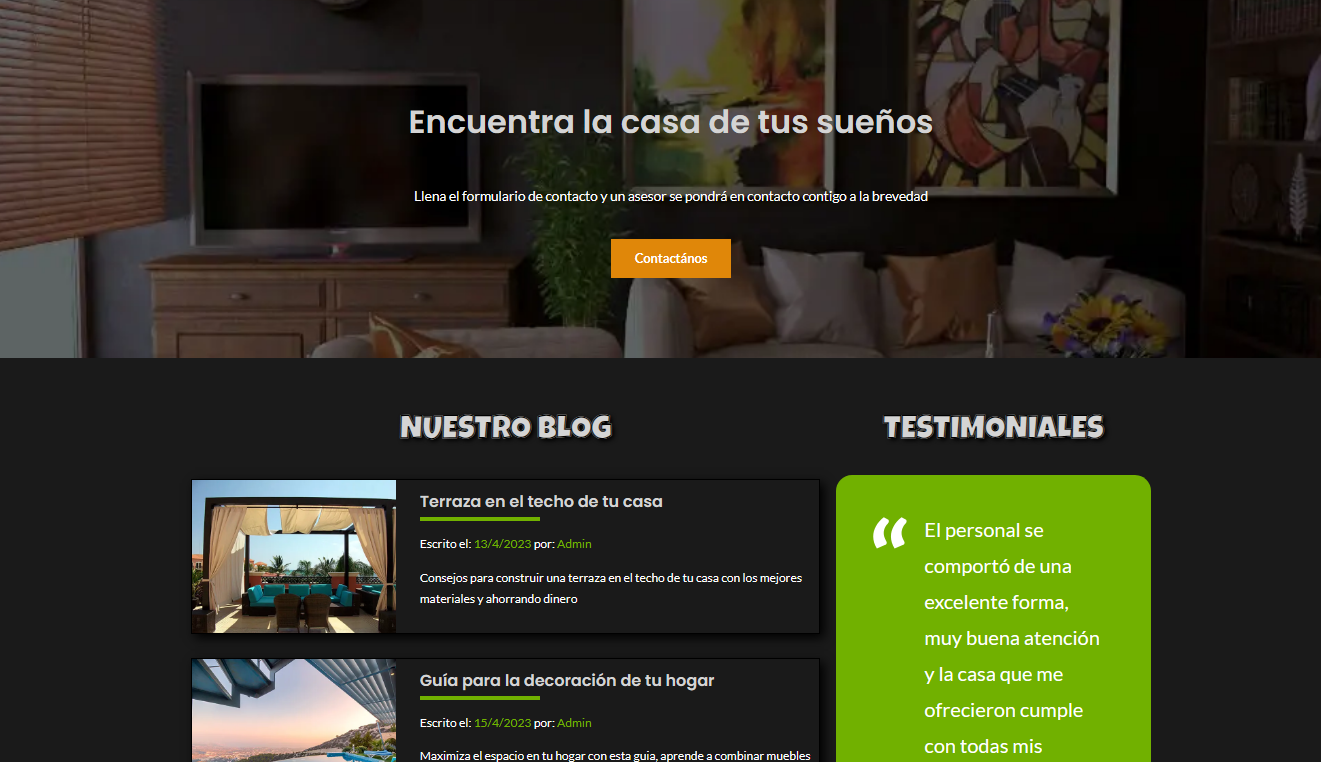 Encuentra la casa de tus sueños
Llena el formulario de contacto y un asesor se pondrá en contacto contigo a la brevedad
Contactános
NUESTRO BLOG
Terraza en el techo de tu casa
Escrito el: 13/4/2023 por: Admin
Consejos para construir una terraza en el techo de tu casa con los mejores
materiales y ahorrando dinero
Guía para la decoración de tu hogar
Escrito el: 15/4/2023 por: Admin
Maximiza el espacio en tu hogar con esta guia, aprende a combinar muebles
TESTIMONIALES
“ El personal se
comportó de una
excelente forma,
muy buena atención
y la casa que me
ofrecieron cumple
con todas mis